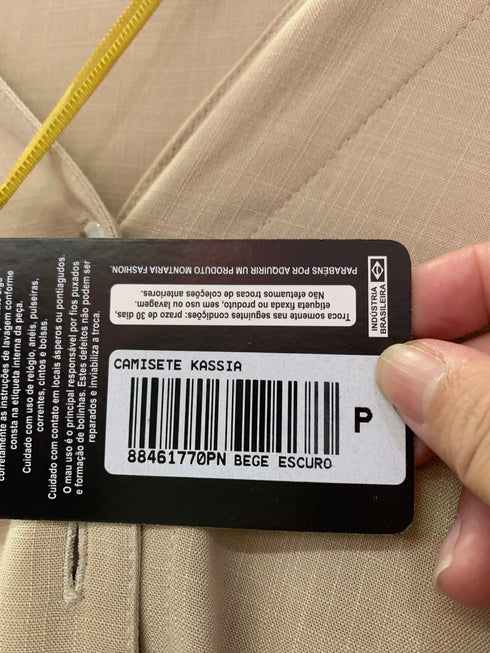 CAMISETE KASSIA
88461770PN BEGE ESCURO
P
PARABÉNS POR ADQUIRIR UM PRODUTO MONTARIA FASHION.
Troca somente nas seguintes condições: prazo de 30 dias,
etiqueta fixada no produto, sem uso ou lavagem.
Não efetuamos trocas de coleções anteriores.
INDÚSTRIA
BRASILEIRA
corretamente as instruções de lavagem conforme
consta na etiqueta interna da peça.
Cuidado com uso de relógio, anéis, pulseiras,
correntes, cintos e bolsas.
Cuidado com contato em locais ásperos ou pontiagudos.
O mau uso é o principal responsável por fios puxados
e formação de bolinhas. Estes defeitos não podem ser
reparados e inviabiliza a troca.